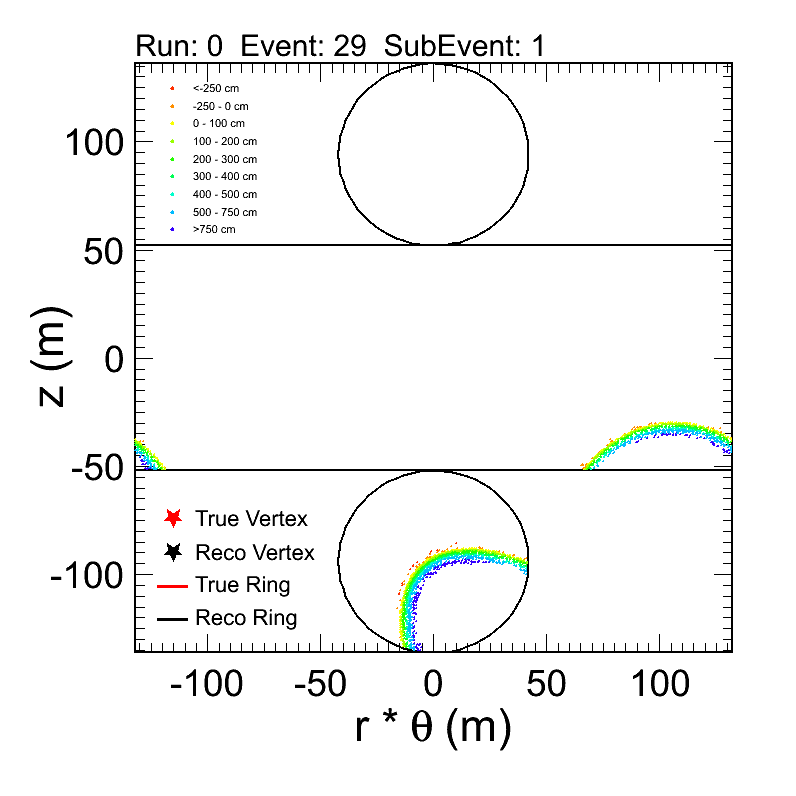 Run: 0  Event: 29  SubEvent: 1
<-250 cm
-250 - 0 cm
0 - 100 cm
100 - 200 cm
200 - 300 cm
300 - 400 cm
400 - 500 cm
500 - 750 cm
>750 cm
100
50
0
-50
-100
z (m)
True Vertex
Reco Vertex
True Ring
Reco Ring
-100 -50 0 50 100
r * θ (m)